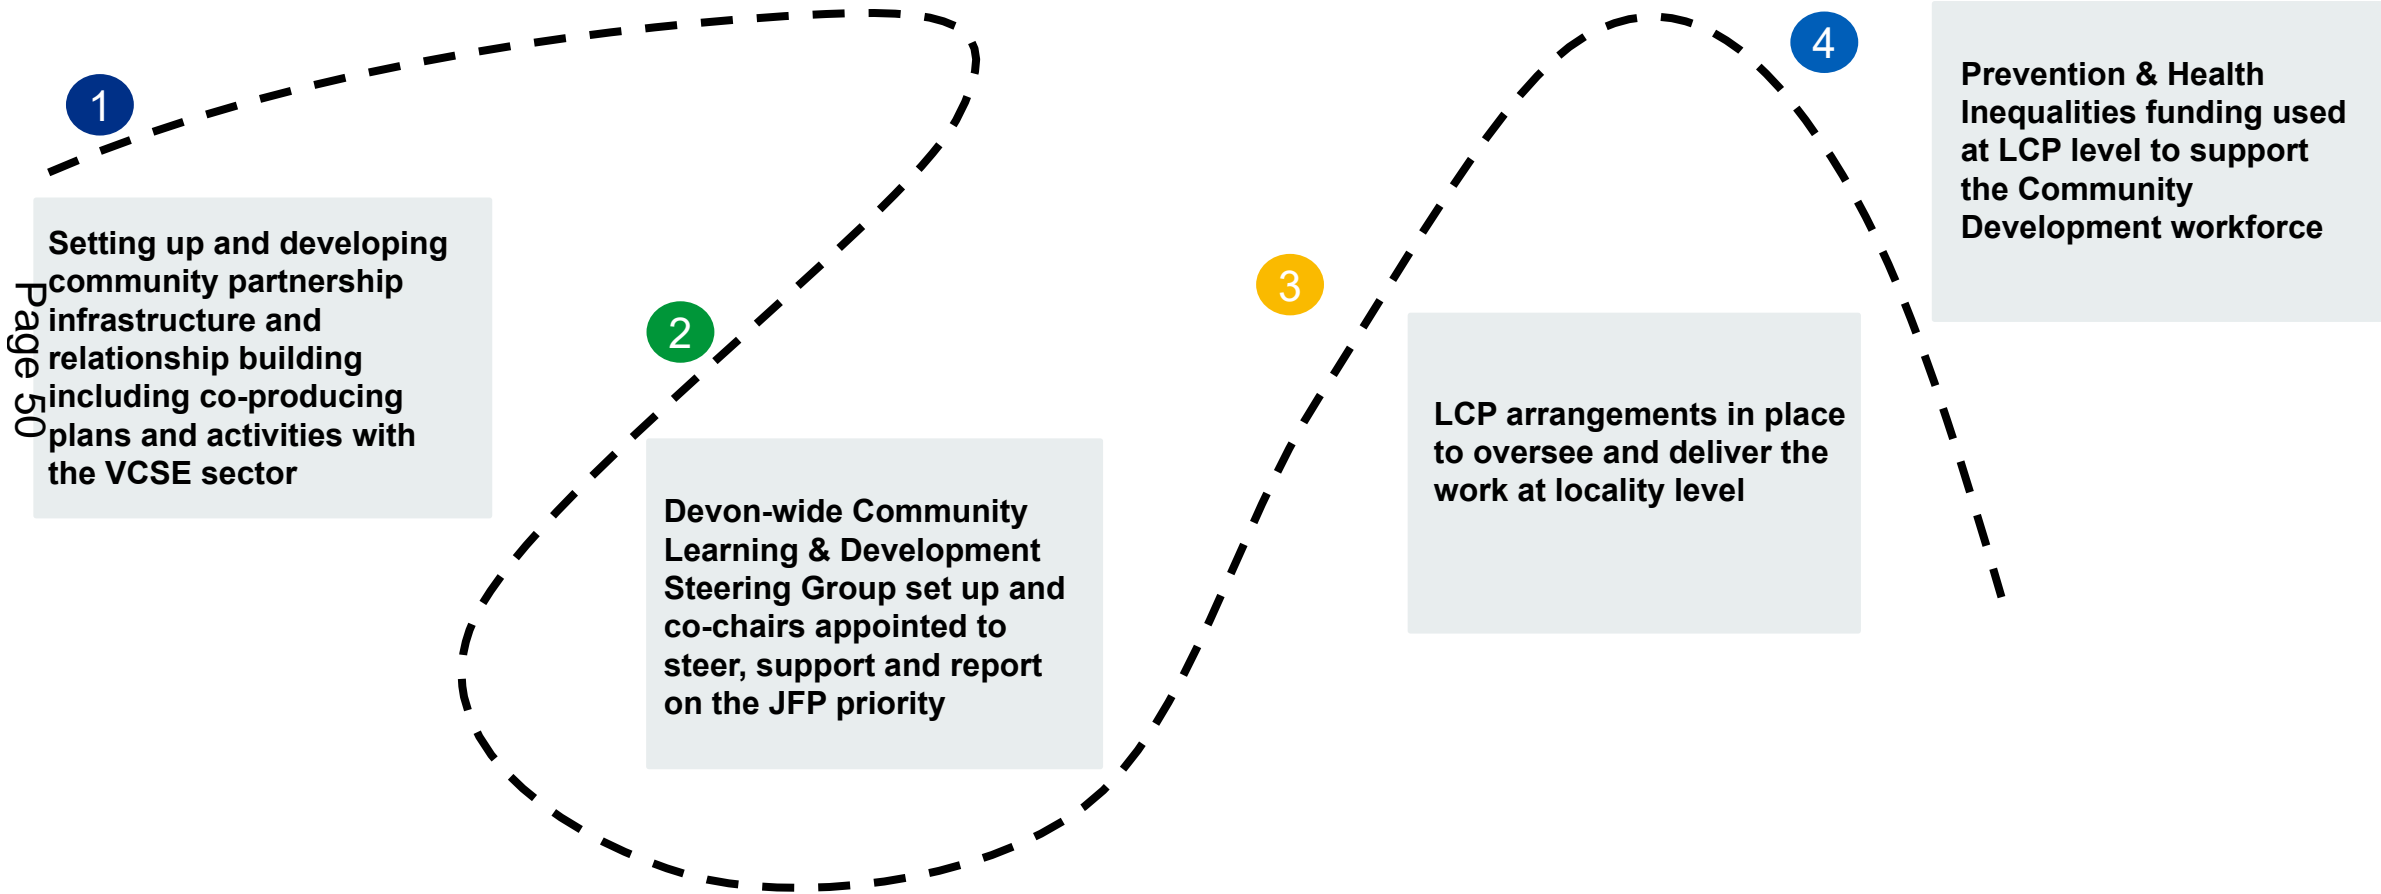 1
Setting up and developing
community partnership
infrastructure and
relationship building
including co-producing
plans and activities with
the VCSE sector
Page 50
2
Devon-wide Community
Learning & Development
Steering Group set up and
co-chairs appointed to
steer, support and report
on the JFP priority
3
LCP arrangements in place
to oversee and deliver the
work at locality level
4
Prevention & Health
Inequalities funding used
at LCP level to support
the Community
Development workforce